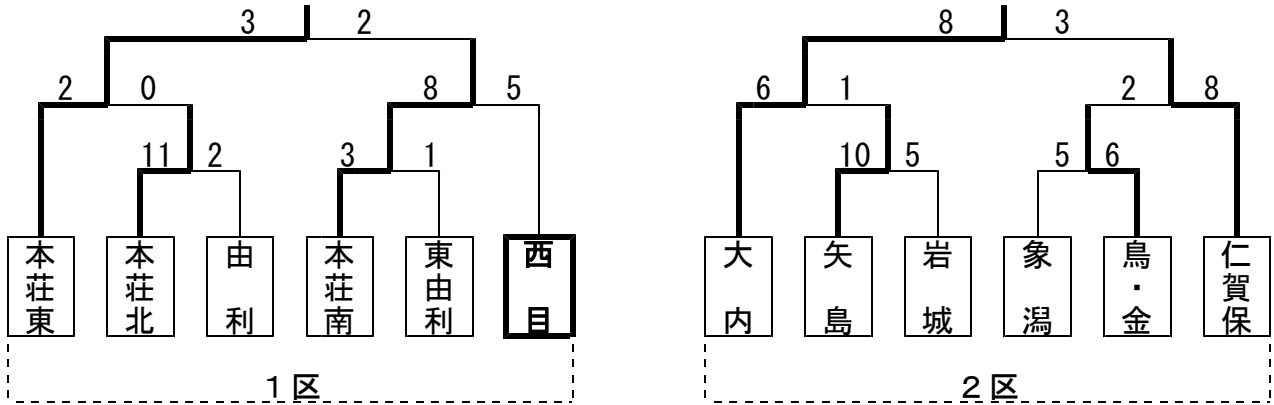 3 2
8 3
2 0 8 5
6 1 2 8
11 2 3 1
10 5 5 6
本荘東
本荘北
由利
本荘南
東由利
西目
大内
矢島
岩城
象潟
鳥・金
仁賀保
1区
2区